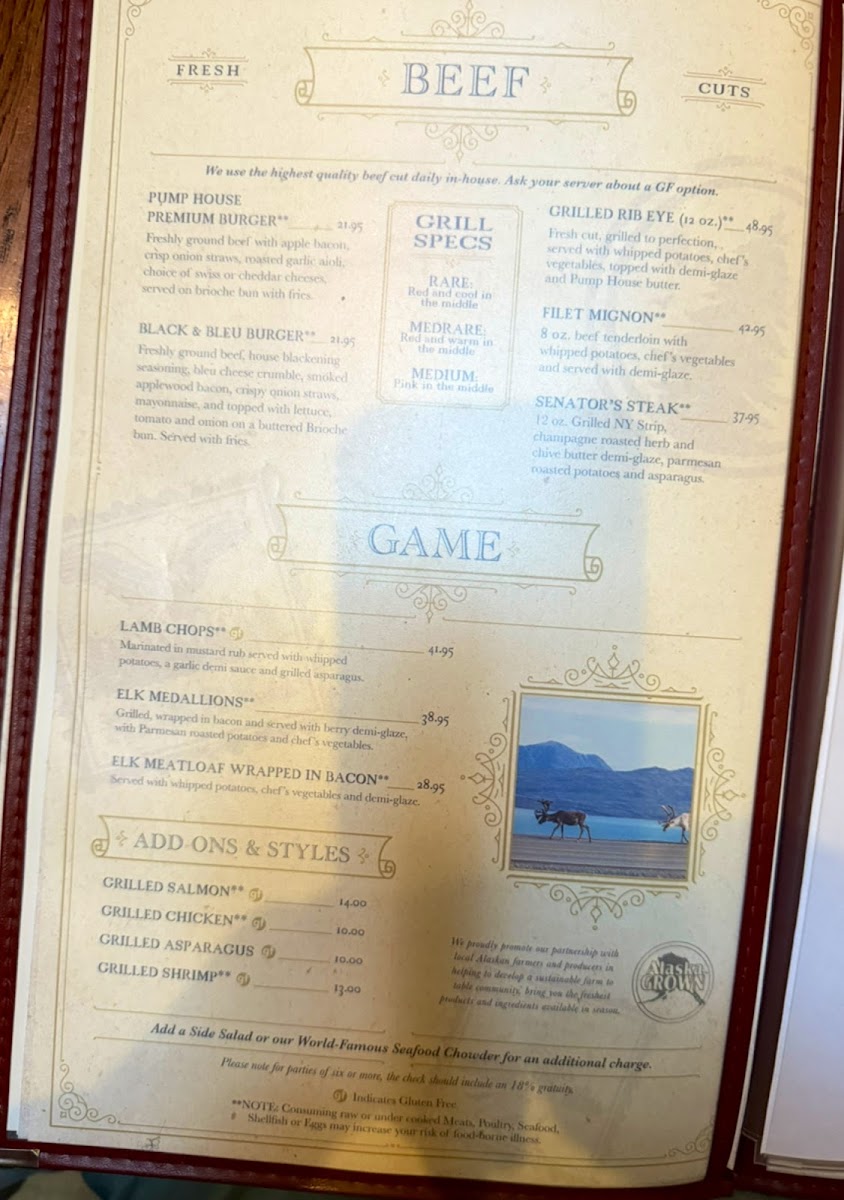 FRESH
BEEF
CUTS
We use the highest quality beef cut daily in-house. Ask your server about a GF option.
PUMP HOUSE
PREMIUM BURGER** 21.95
Freshly ground beef with apple bacon,
crisp onion straws, roasted garlic aioli,
choice of swiss or cheddar cheeses,
served on brioche bun with fries.
BLACK & BLEU BURGER** 21.95
Freshly ground beef, house blackening
seasoning, bleu cheese crumble, smoked
applewood bacon, crispy onion straws,
mayonnaise, and topped with lettuce,
tomato and onion on a buttered Brioche
bun. Served with fries.
GRILL
SPECS
RARE:
Red and cool in
the middle
MEDRARE:
Red and warm in
the middle
MEDIUM:
Pink in the middle
GRILLED RIB EYE (12 OZ.)** 48.95
Fresh cut, grilled to perfection,
served with whipped potatoes, chef's
vegetables, topped with demi-glaze
and Pump House butter.
FILET MIGNON** 42.95
8 oz. beef tenderloin with
whipped potatoes, chef's vegetables
and served with demi-glaze.
SENATOR'S STEAK** 37.95
12 oz. Grilled NY Strip,
champagne roasted herb and
chive butter demi-glaze, parmesan
roasted potatoes and asparagus.
GAME
LAMB CHOPS** gf 41.95
Marinated in mustard rub served with whipped
potatoes, a garlic demi sauce and grilled asparagus.
ELK MEDALLIONS** 38.95
Grilled, wrapped in bacon and served with berry demi-glaze,
with Parmesan roasted potatoes and chef's vegetables.
ELK MEATLOAF WRAPPED IN BACON** 28.95
Served with whipped potatoes, chef's vegetables and demi-glaze.
ADD ONS & STYLES
GRILLED SALMON** gf 14.00
GRILLED CHICKEN** gf 10.00
GRILLED ASPARAGUS gf 10.00
GRILLED SHRIMP** gf 13.00
We proudly promote our partnership with
local Alaskan farmers and producers in
helping to develop a sustainable farm to
table community, bring you the freshest
products and ingredients available in season.
Alaska
GROWN
Add a Side Salad or our World-Famous Seafood Chowder for an additional charge.
Please note for parties of six or more, the check should include an 18% gratuity.
gf Indicates Gluten Free
**NOTE: Consuming raw or under cooked Meats, Poultry, Seafood,
Shellfish or Eggs may increase your risk of food-borne illness.